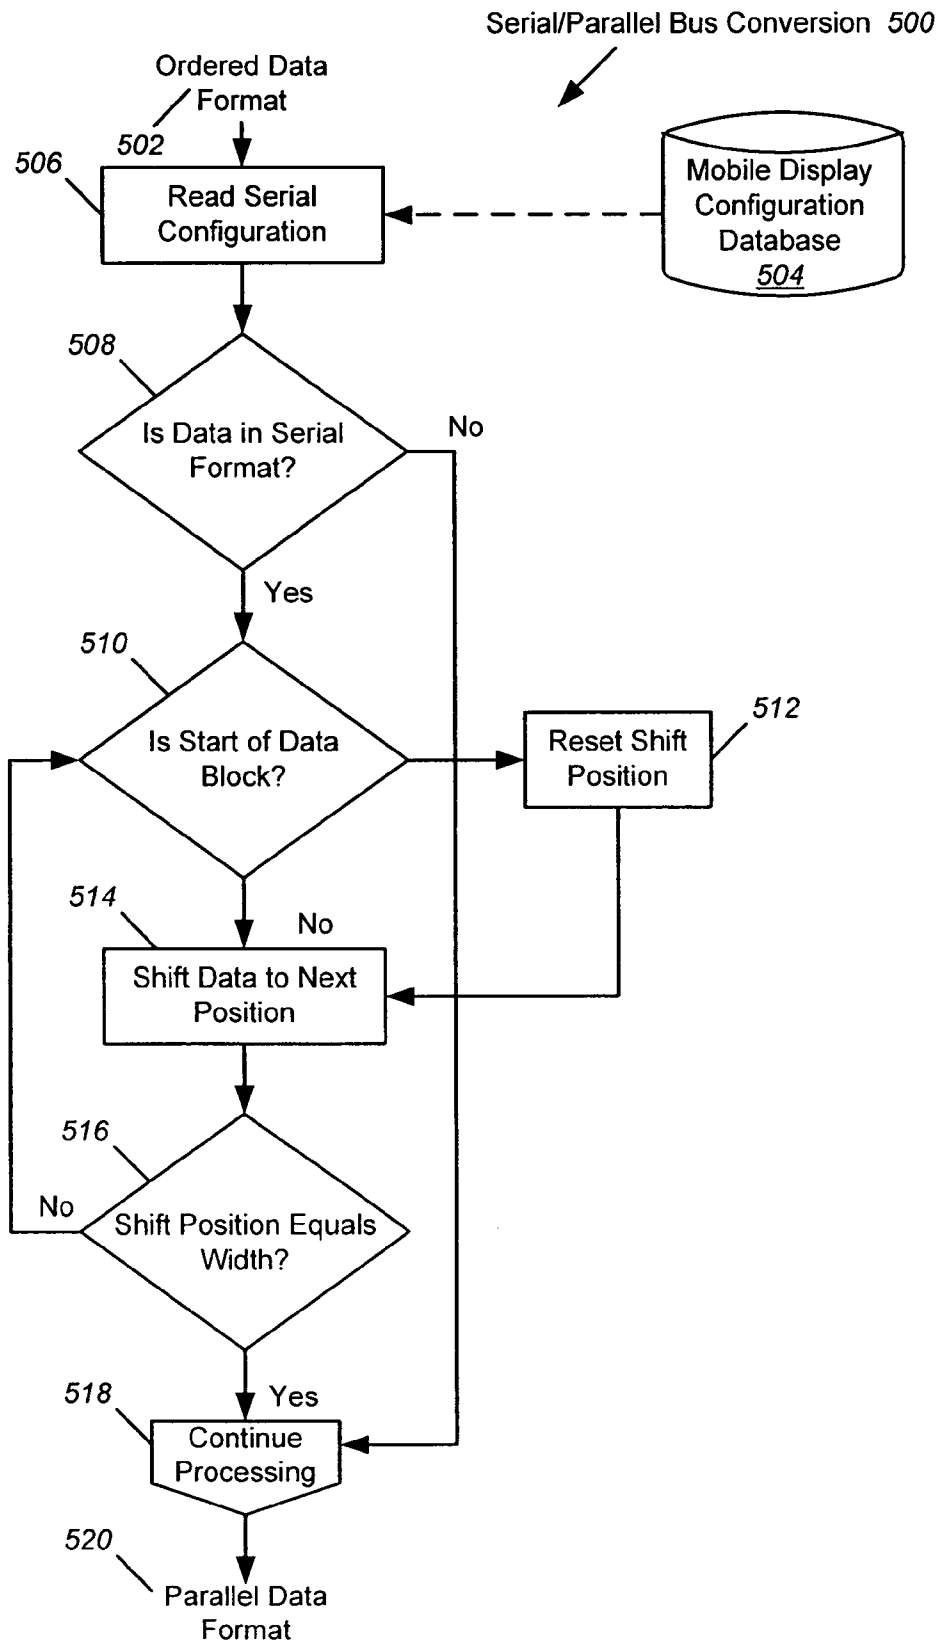 Serial/Parallel Bus Conversion 500
Ordered Data
Format
502
506
Read Serial
Configuration
Mobile Display
Configuration
Database
504
508
Is Data in Serial
Format?
No
Yes
510
Is Start of Data
Block?
512
Reset Shift
Position
514
No
Shift Data to Next
Position
516
No
Shift Position Equals
Width?
Yes
518
Continue
Processing
520
Parallel Data
Format